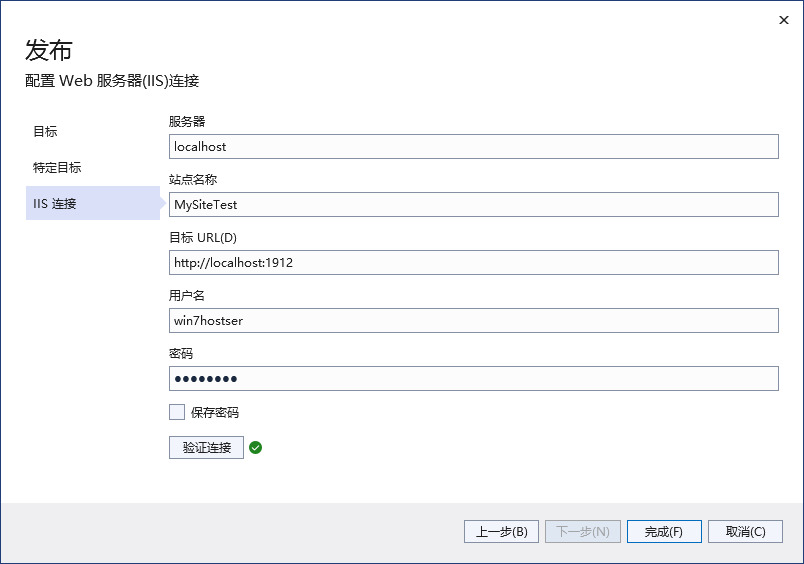 发布
配置 Web 服务器(IIS)连接
目标
特定目标
IIS 连接
服务器
localhost
站点名称
MySiteTest
目标 URL(D)
http://localhost:1912
用户名
win7hostser
密码
●●●●●●●●
保存密码
验证连接
上一步(B)
下一步(N)
完成(F)
取消(C)